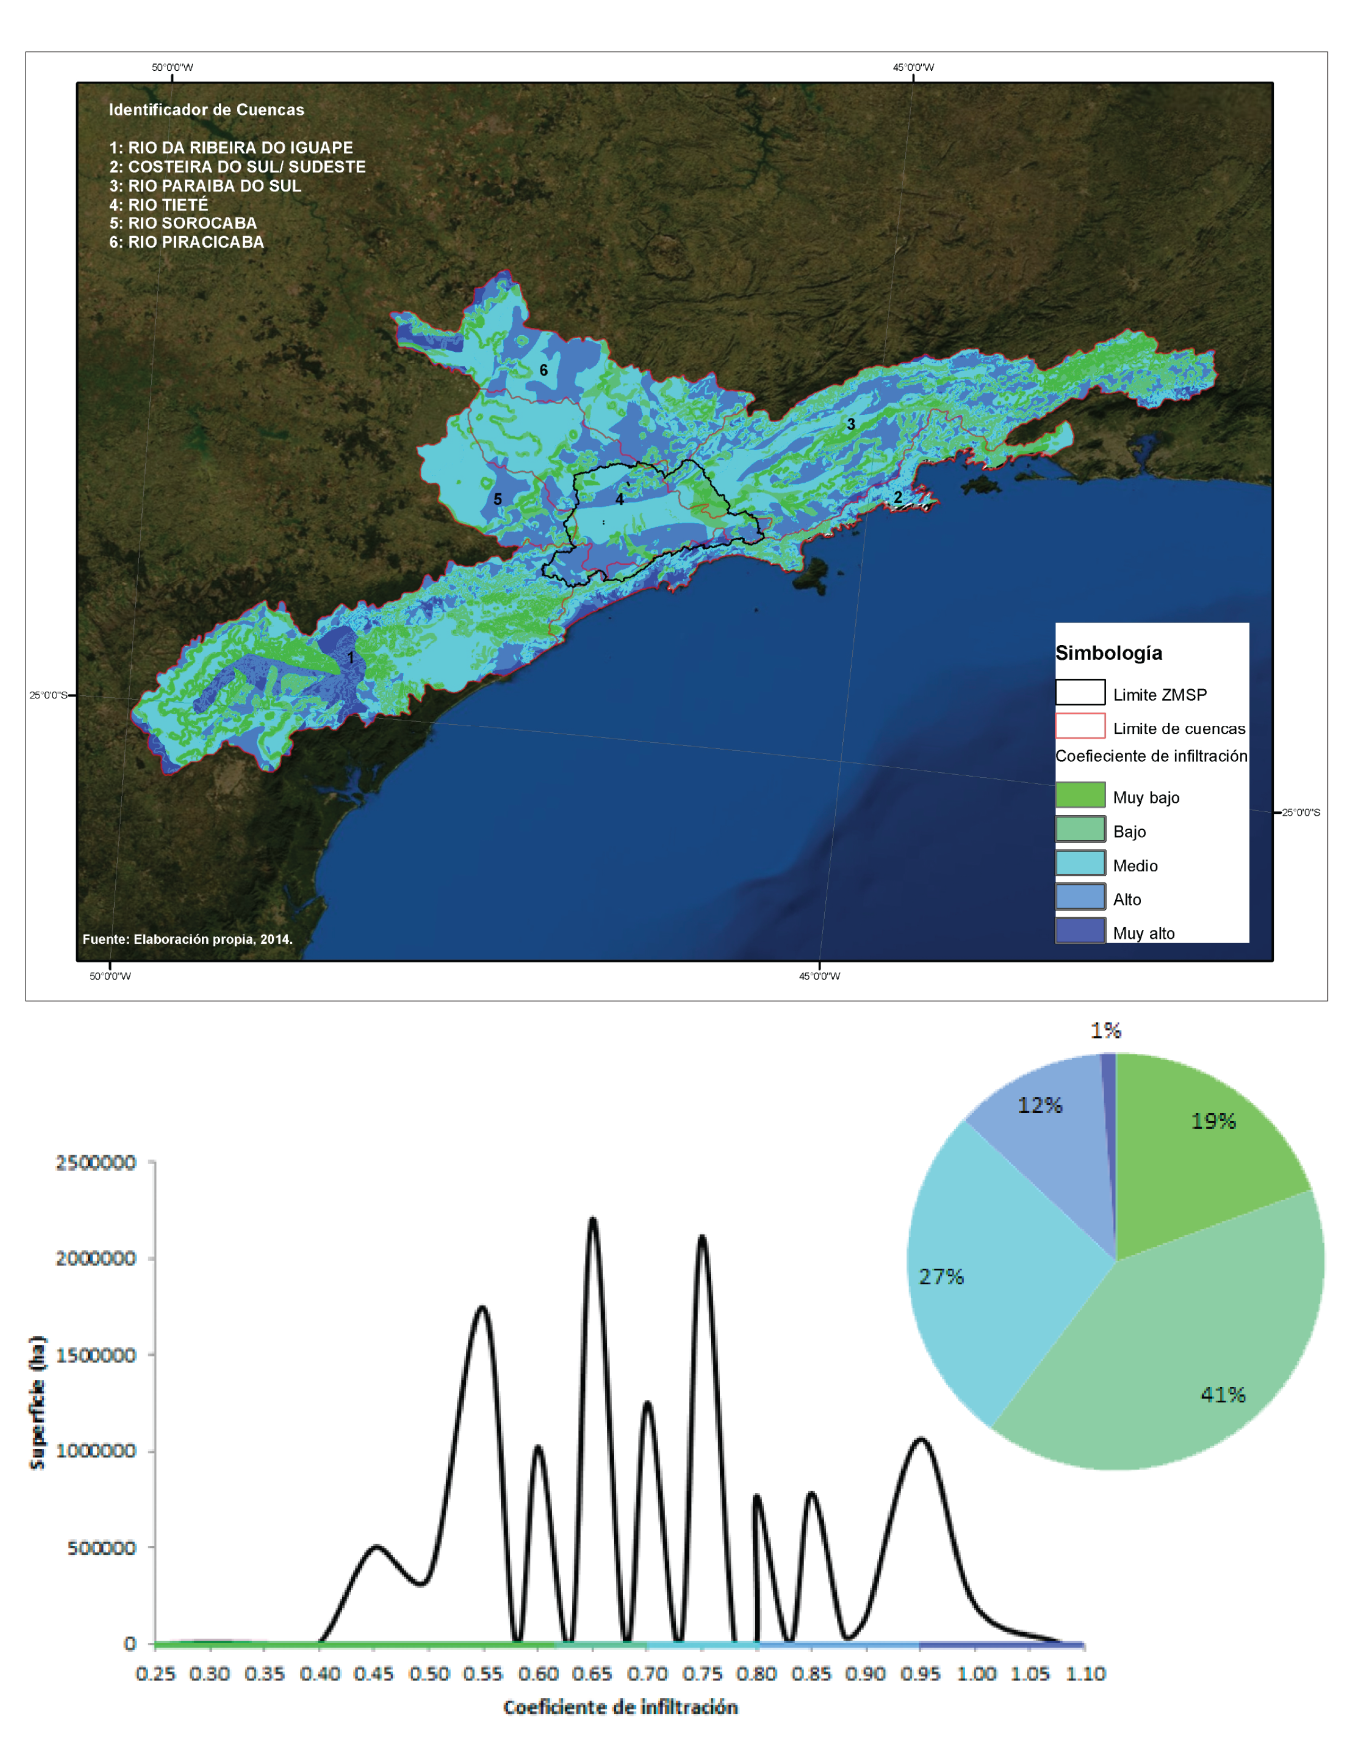 50°0'0"W
45°0'0"W
Identificador de Cuencas
1: RIO DA RIBEIRA DO IGUAPE
2: COSTEIRA DO SUL/ SUDESTE
3: RIO PARAIBA DO SUL
4: RIO TIETÉ
5: RIO SOROCABA
6: RIO PIRACICABA
6
3
5
4
2
1
25°0'0"S
25°0'0"S
Simbología
Limite ZMSP
Limite de cuencas
Coefieciente de infiltración
Muy bajo
Bajo
Medio
Alto
Muy alto
Fuente: Elaboración propia, 2014.
50°0'0"W
45°0'0"W
1%
12%
19%
27%
41%
2500000
2000000
1500000
1000000
500000
0
Superficie (ha)
0.25 0.30 0.35 0.40 0.45 0.50 0.55 0.60 0.65 0.70 0.75 0.80 0.85 0.90 0.95 1.00 1.05 1.10
Coeficiente de infiltración